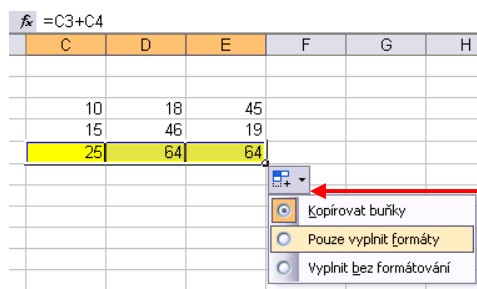 fx =C3+C4
C D E F G H
10 18 45
15 46 19
25 64 64
Kopírovat buňky
Pouze vyplnit formáty
Vyplnit bez formátování